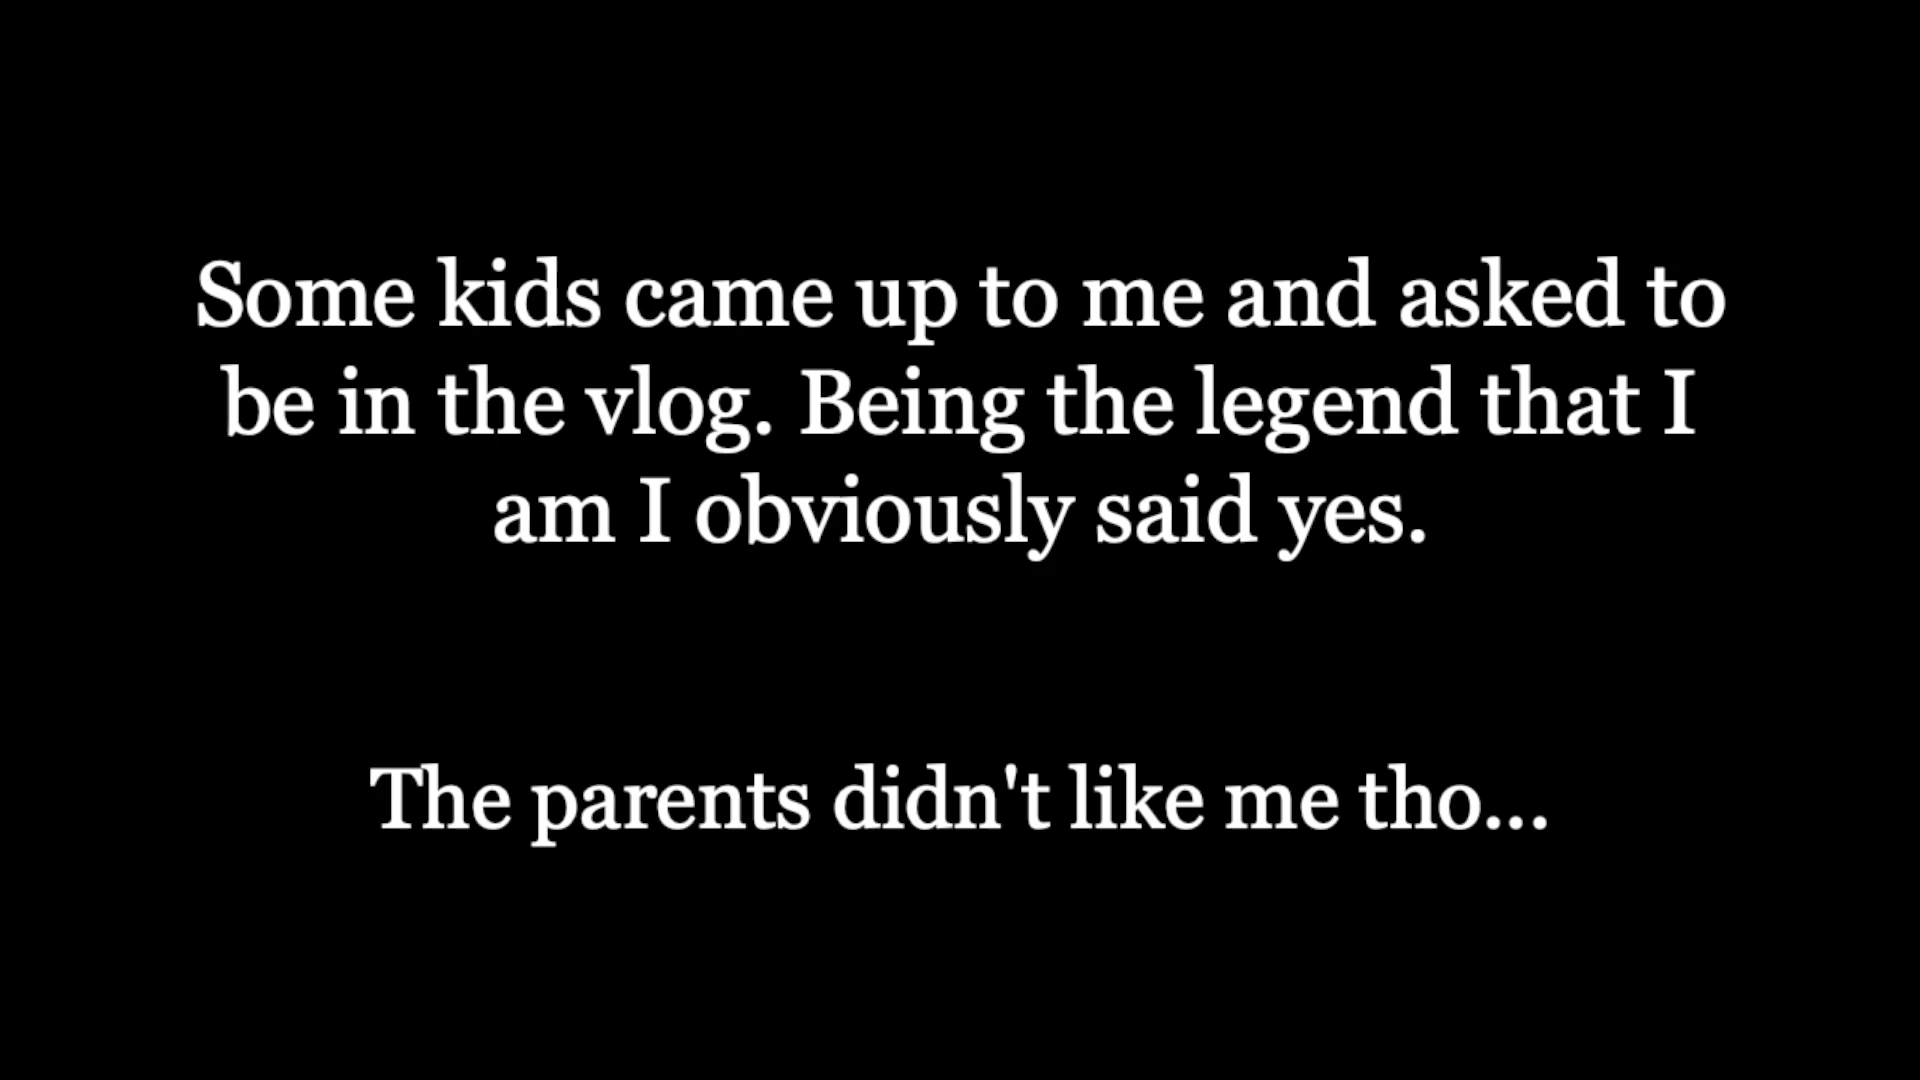 Some kids came up to me and asked to
be in the vlog. Being the legend that I
am I obviously said yes.
The parents didn't like me tho...